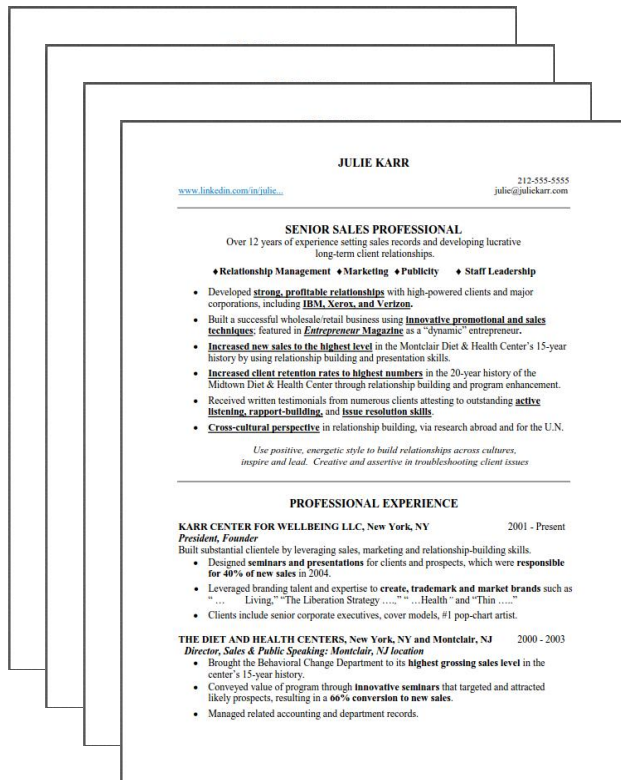 JULIE KARR
212-555-5555
www.linkedin.com/in/julie... julie@juliekarr.com
SENIOR SALES PROFESSIONAL
Over 12 years of experience setting sales records and developing lucrative
long-term client relationships.
♦Relationship Management ♦Marketing ♦Publicity ♦ Staff Leadership
• Developed strong, profitable relationships with high-powered clients and major
corporations, including IBM, Xerox, and Verizon.
• Built a successful wholesale/retail business using innovative promotional and sales
techniques; featured in Entrepreneur Magazine as a “dynamic” entrepreneur.
• Increased new sales to the highest level in the Montclair Diet & Health Center’s 15-year
history by using relationship building and presentation skills.
• Increased client retention rates to highest numbers in the 20-year history of the
Midtown Diet & Health Center through relationship building and program enhancement.
• Received written testimonials from numerous clients attesting to outstanding active
listening, rapport-building, and issue resolution skills.
• Cross-cultural perspective in relationship building, via research abroad and for the U.N.
Use positive, energetic style to build relationships across cultures,
inspire and lead. Creative and assertive in troubleshooting client issues
PROFESSIONAL EXPERIENCE
KARR CENTER FOR WELLBEING LLC, New York, NY 2001 - Present
President, Founder
Built substantial clientele by leveraging sales, marketing and relationship-building skills.
• Designed seminars and presentations for clients and prospects, which were responsible
for 40% of new sales in 2004.
• Leveraged branding talent and expertise to create, trademark and market brands such as
“ … Living,” “The Liberation Strategy ….,” “ …Health” and “Thin …..”
• Clients include senior corporate executives, cover models, #1 pop-chart artist.
THE DIET AND HEALTH CENTERS, New York, NY and Montclair, NJ 2000 - 2003
Director, Sales & Public Speaking: Montclair, NJ location
• Brought the Behavioral Change Department to its highest grossing sales level in the
center’s 15-year history.
• Conveyed value of program through innovative seminars that targeted and attracted
likely prospects, resulting in a 66% conversion to new sales.
• Managed related accounting and department records.